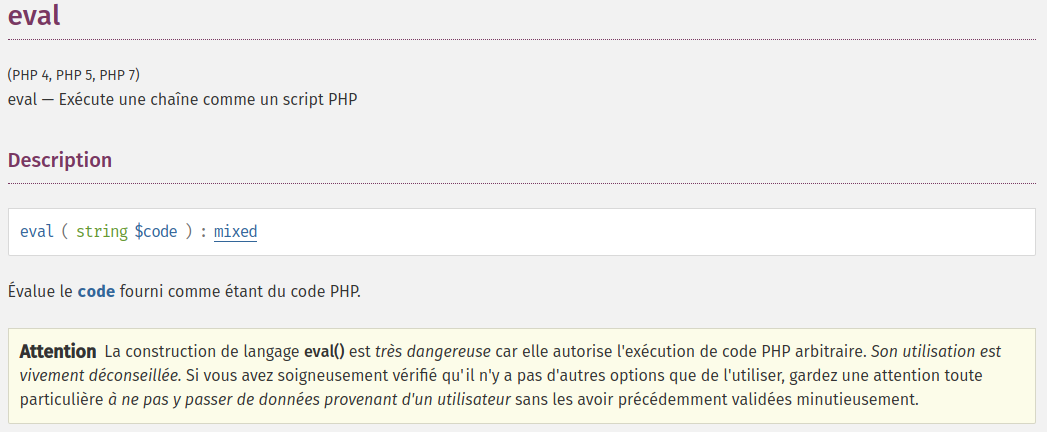 eval
(PHP 4, PHP 5, PHP 7)
eval — Exécute une chaîne comme un script PHP
Description
eval ( string $code ) : mixed
Évalue le code fourni comme étant du code PHP.
Attention La construction de langage eval() est très dangereuse car elle autorise l'exécution de code PHP arbitraire. Son utilisation est
vivement déconseillée. Si vous avez soigneusement vérifié qu'il n'y a pas d'autres options que de l'utiliser, gardez une attention toute
particulière à ne pas y passer de données provenant d'un utilisateur sans les avoir précédemment validées minutieusement.